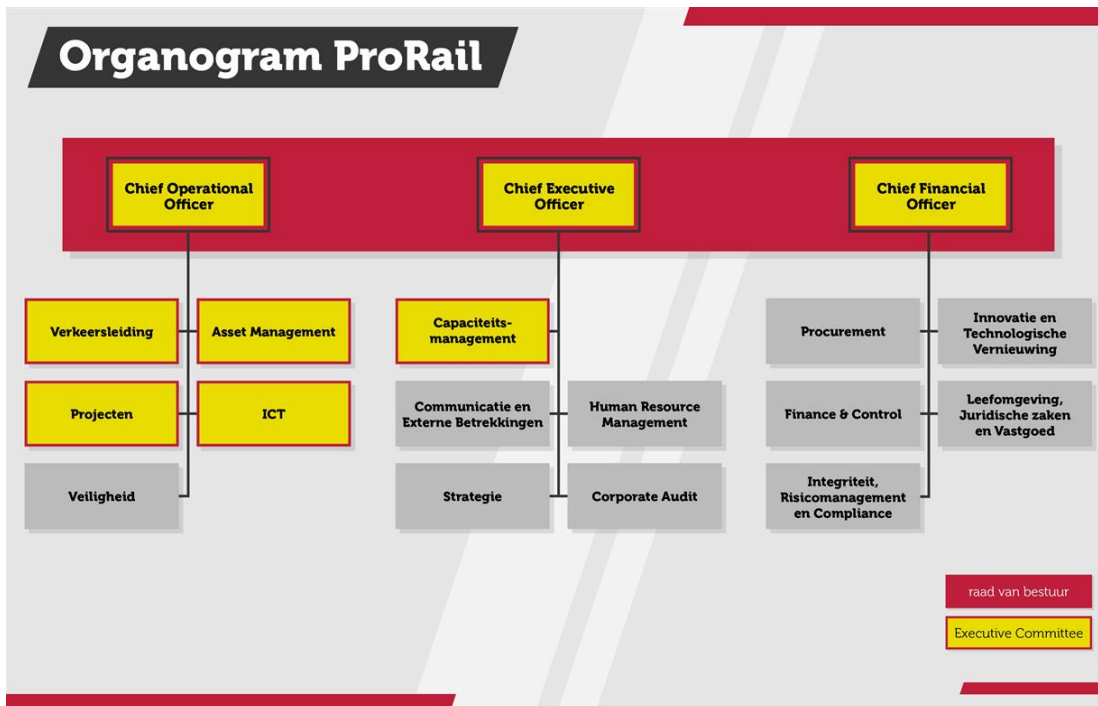 Organogram ProRail
Chief Operational
Officer
Chief Executive
Officer
Chief Financial
Officer
Verkeersleiding
Asset Management
Projecten
ICT
Veiligheid
Capaciteits-
management
Communicatie en
Externe Betrekkingen
Human Resource
Management
Strategie
Corporate Audit
Procurement
Innovatie en
Technologische
Vernieuwing
Finance & Control
Leefomgeving,
Juridische zaken
en Vastgoed
Integriteit,
Risicomanagement
en Compliance
raad van bestuur
Executive Committee